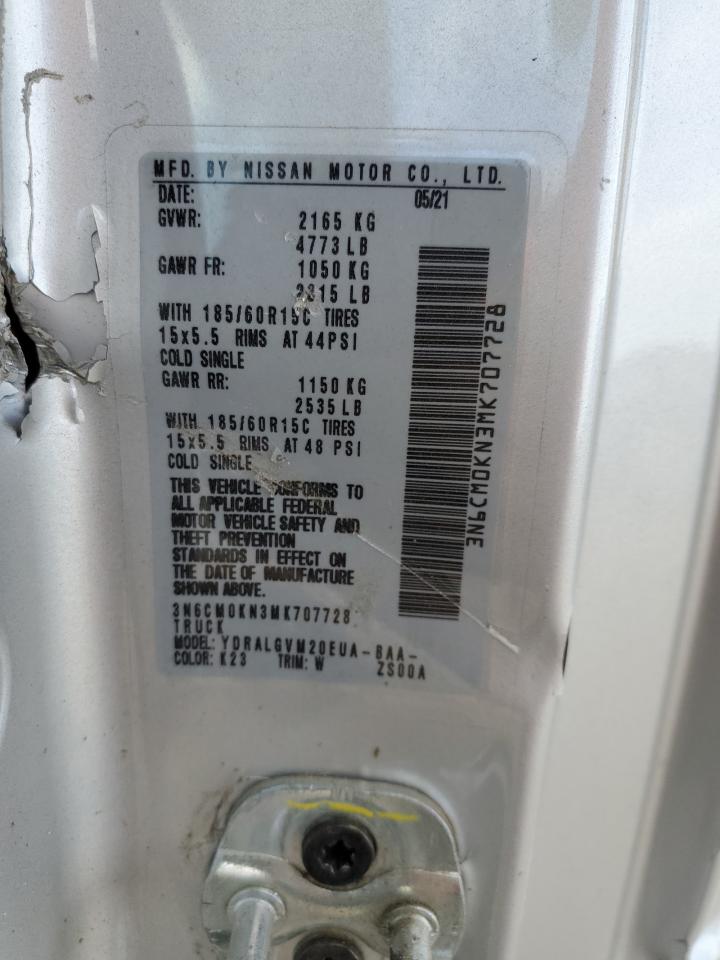 MFD. BY NISSAN MOTOR CO., LTD.
DATE: 05/21
GVWR: 2165 KG
4773 LB
GAWR FR: 1050 KG
2315 LB
WITH 185/60R15C TIRES
15x5.5 RIMS AT 44PSI
COLD SINGLE
GAWR RR: 1150 KG
2535 LB
WITH 185/60R15C TIRES
15x5.5 RIMS AT 48 PSI
COLD SINGLE
THIS VEHICLE CONFORMS TO
ALL APPLICABLE FEDERAL
MOTOR VEHICLE SAFETY AND
THEFT PREVENTION
STANDARDS IN EFFECT ON
THE DATE OF MANUFACTURE
SHOWN ABOVE.
3N6CM0KN3MK707728
TRUCK
MODEL: YDRALGVM20EUA-BAA-
COLOR: K23 TRIM: W ZS00A
3N6CM0KN3MK707728